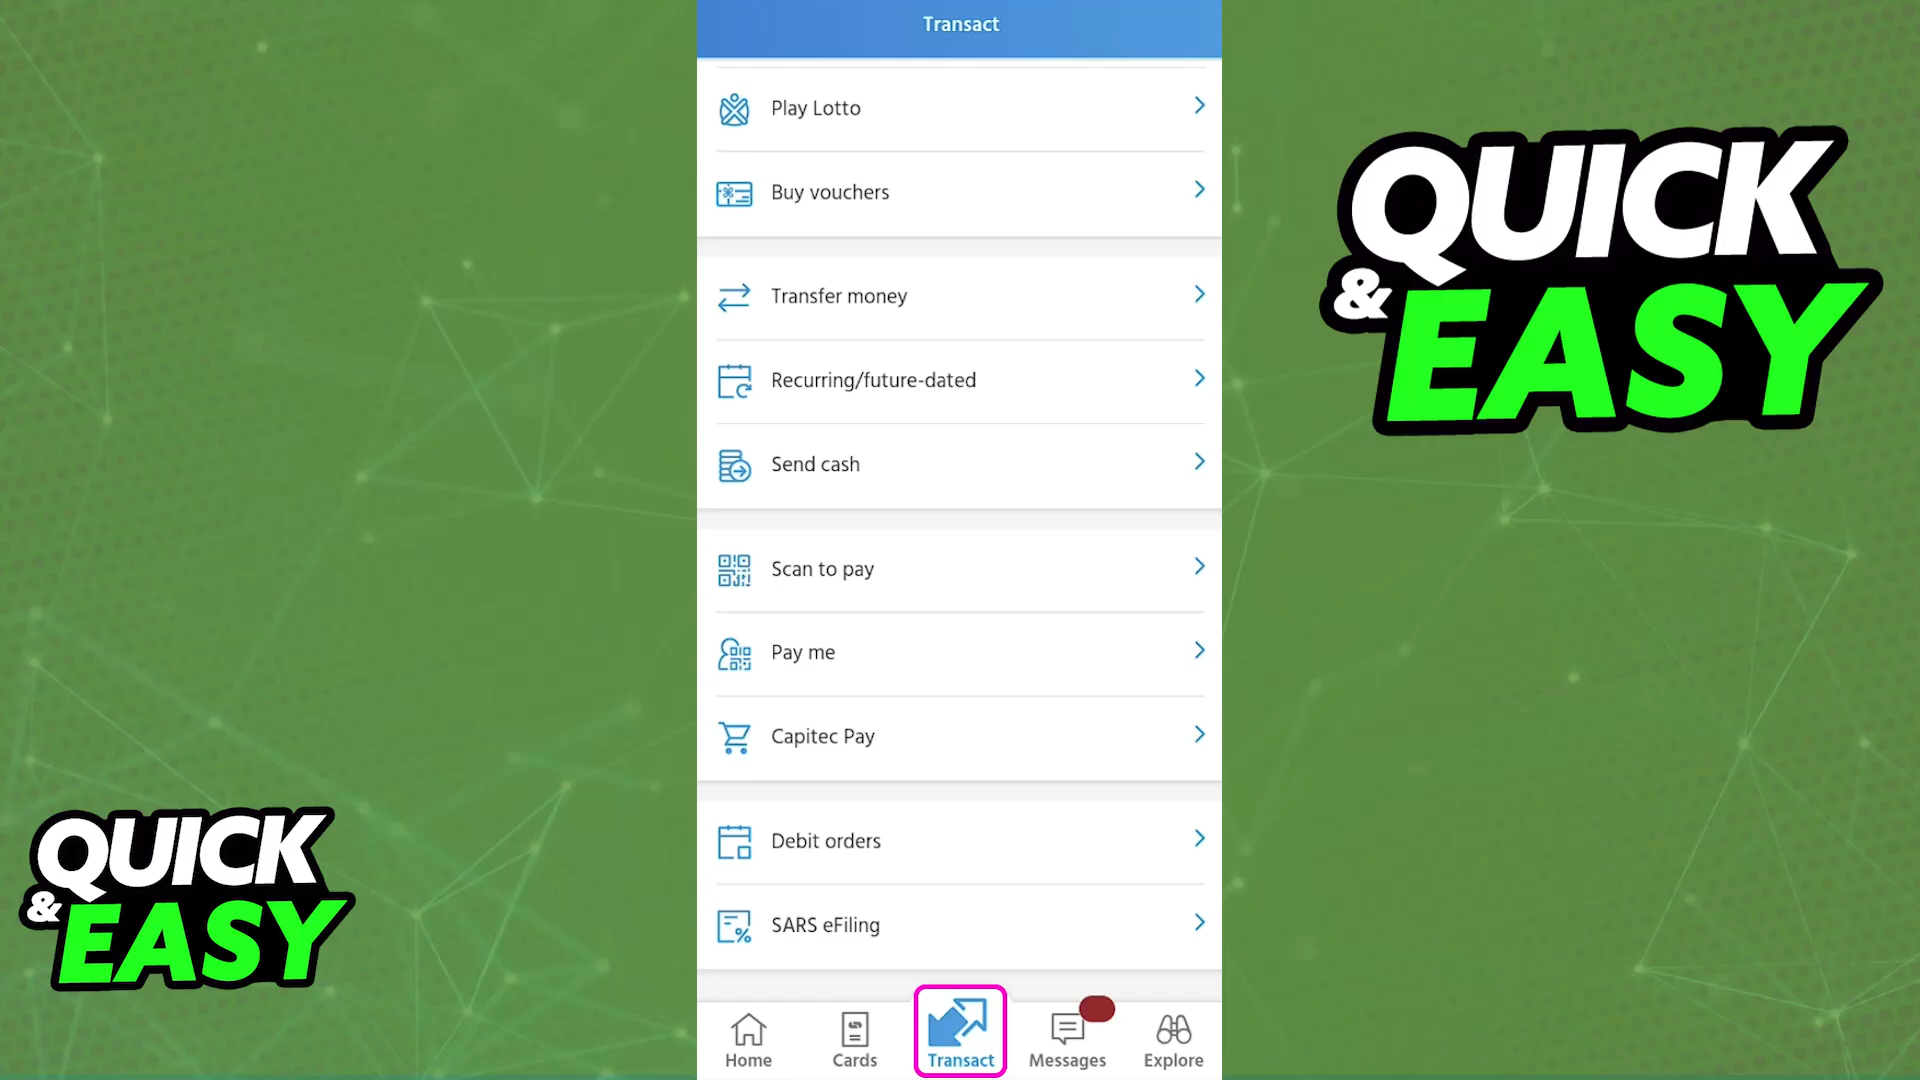 Transact
Play Lotto
Buy vouchers
Transfer money
Recurring/future-dated
Send cash
Scan to pay
Pay me
Capitec Pay
Debit orders
SARS eFiling
Home
Cards
Transact
Messages
Explore
QUICK
& EASY
QUICK
& EASY